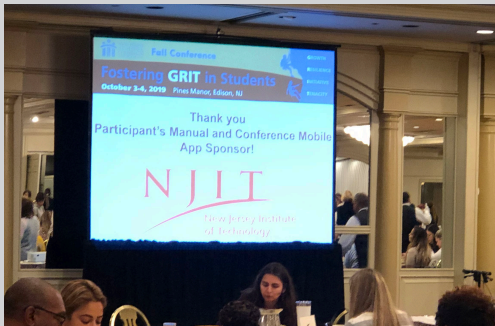 Fall Conference
Fostering GRIT in Students
October 3-4, 2019 Pines Manor, Edison, NJ
Thank you
Participant's Manual and Conference Mobile
App Sponsor!
NJIT
New Jersey Institute
of Technology